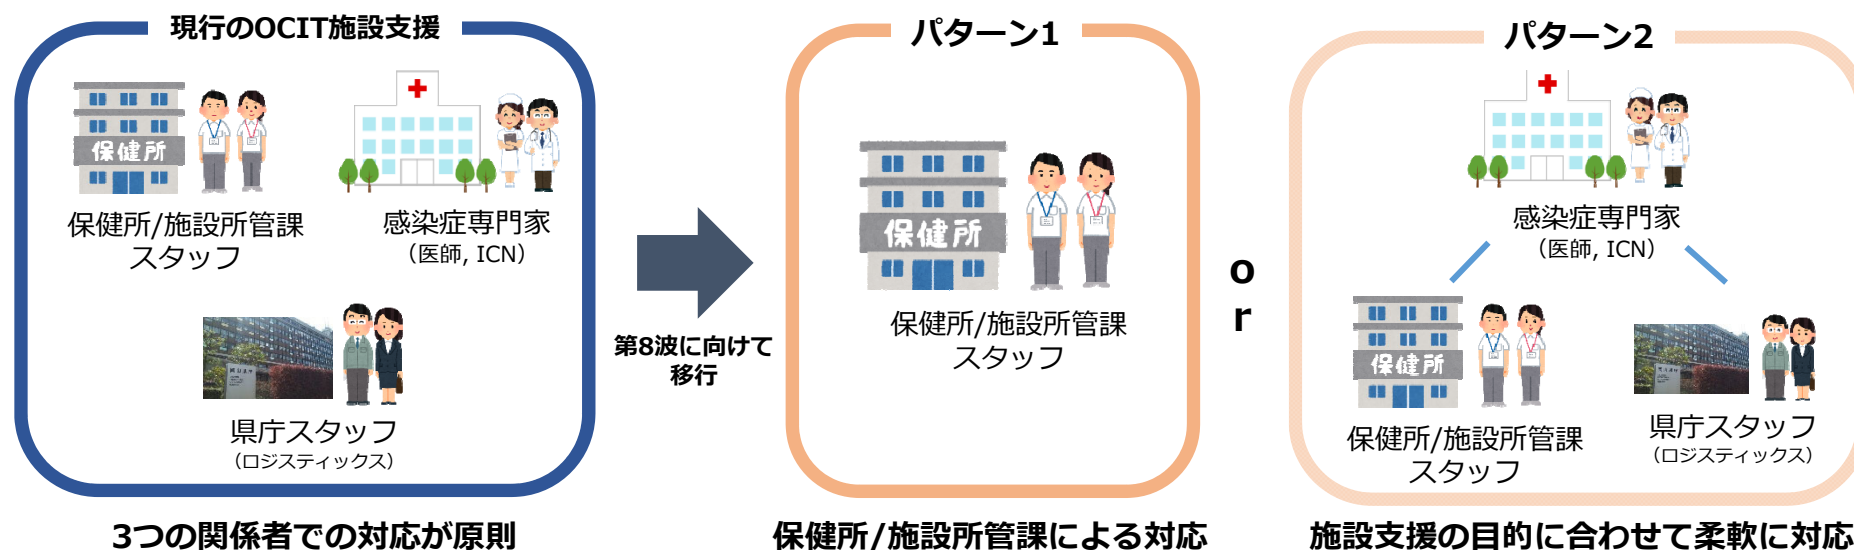 現行のOCIT施設支援
保健所
保健所/施設所管課
スタッフ
感染症専門家
（医師, ICN）
県庁スタッフ
（ロジスティックス）
3つの関係者での対応が原則
第8波に向けて
移行
パターン1
保健所
保健所/施設所管課
スタッフ
保健所/施設所管課による対応
o
r
パターン2
感染症専門家
（医師, ICN）
保健所
保健所/施設所管課
スタッフ
県庁スタッフ
（ロジスティックス）
施設支援の目的に合わせて柔軟に対応